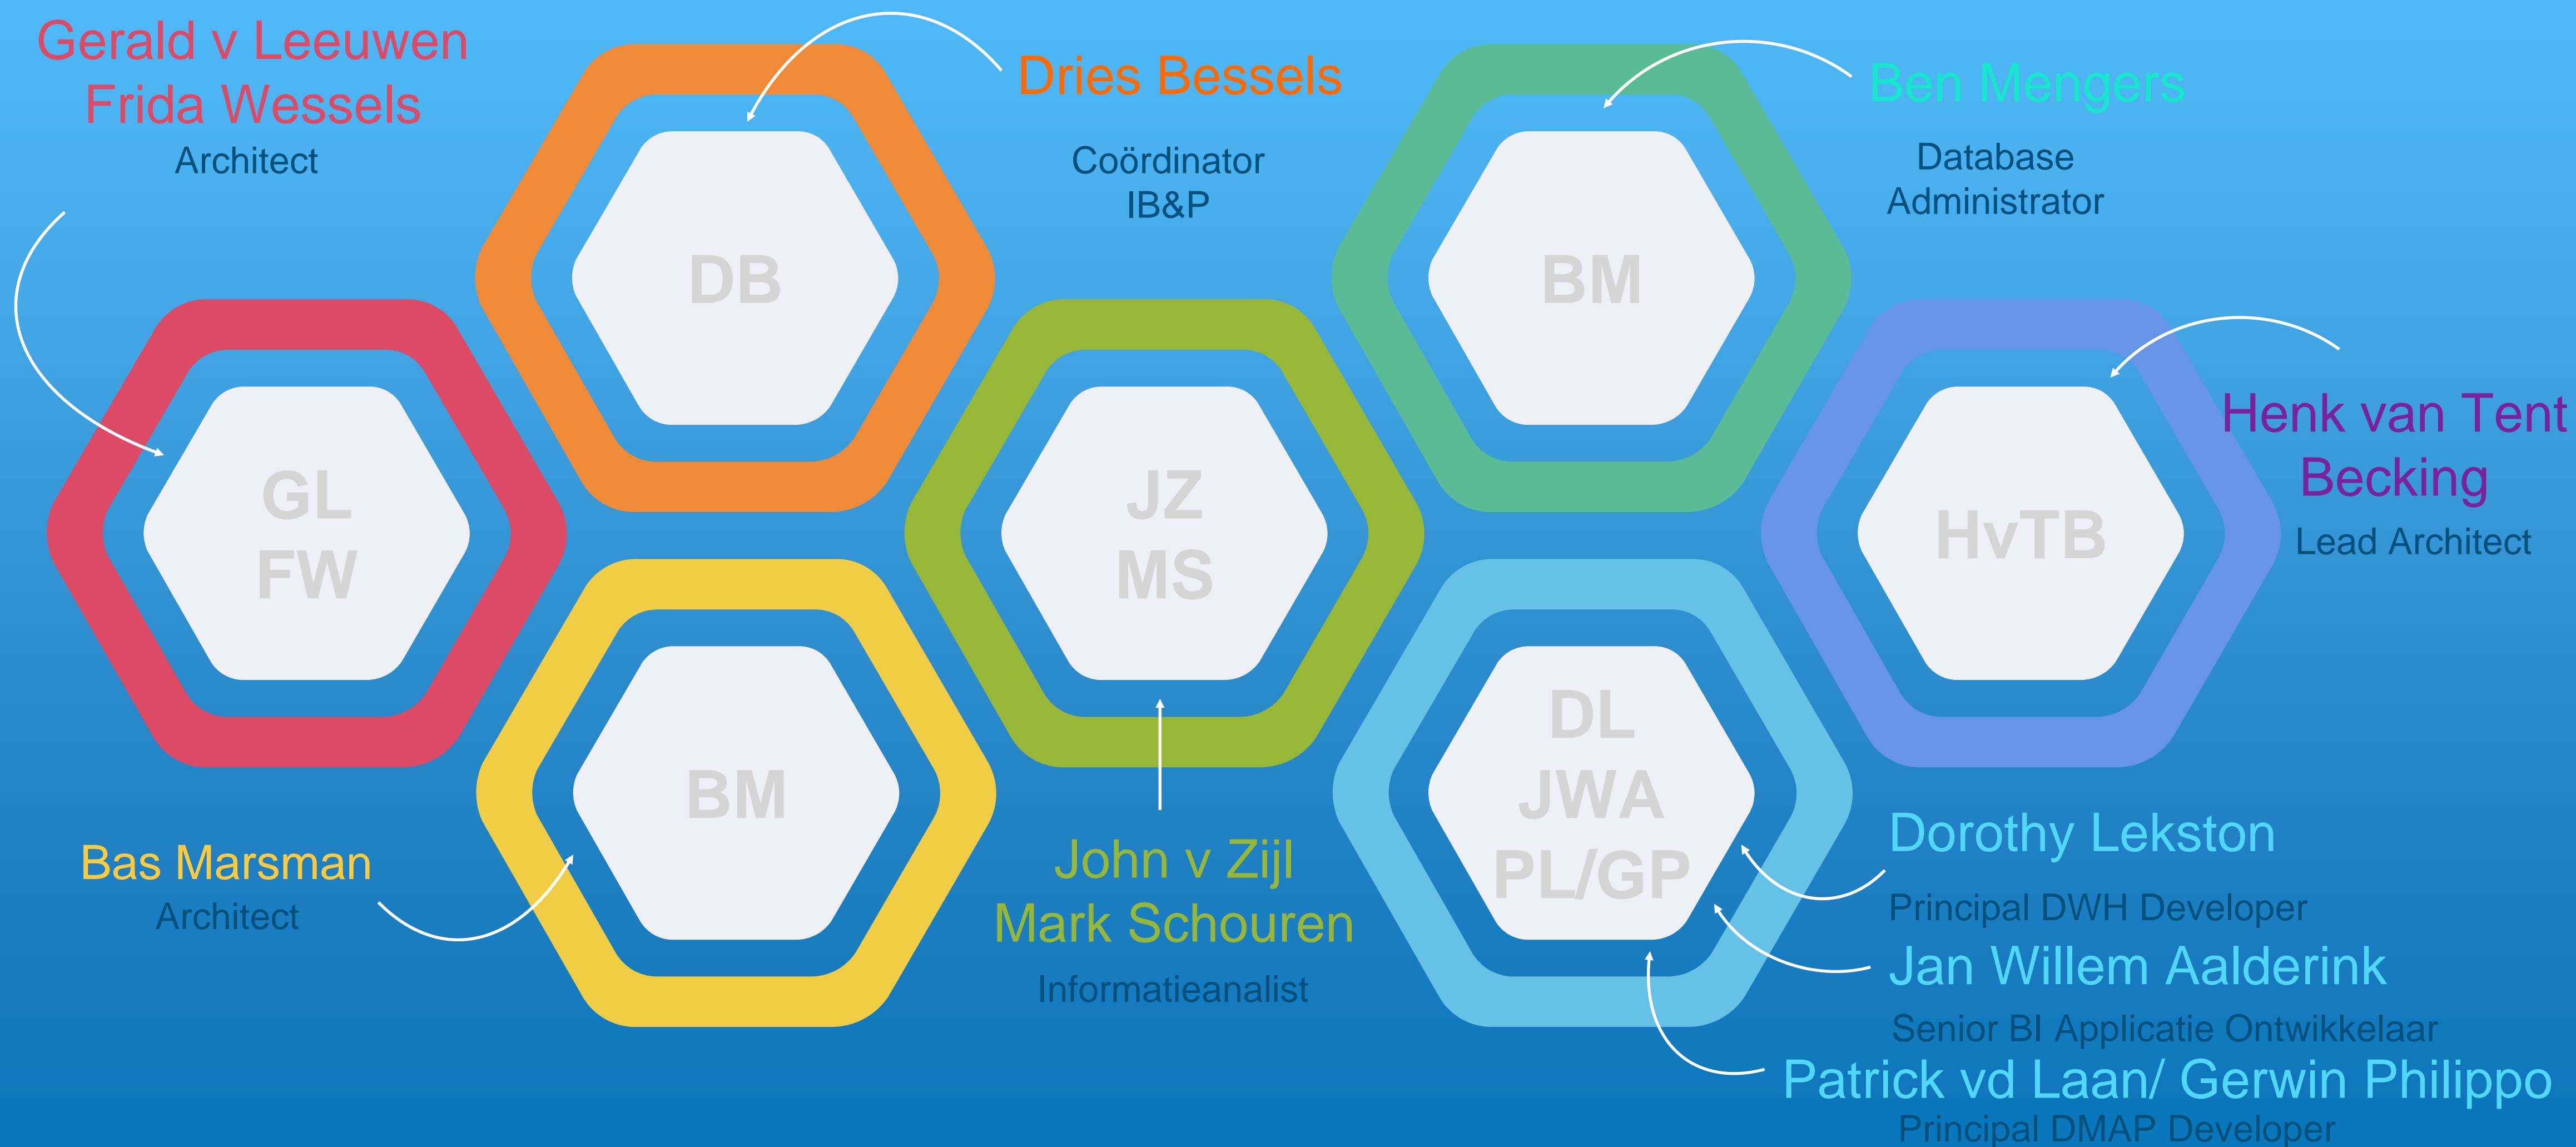 Gerald v Leeuwen
Frida Wessels
Architect
Dries Bessels
Coördinator
IB&P
Ben Mengers
Database
Administrator
DB
BM
GL
FW
JZ
MS
HvTB
Henk van Tent
Becking
Lead Architect
BM
DL
JWA
PL/GP
Bas Marsman
Architect
John v Zijl
Mark Schouren
Informatieanalist
Dorothy Lekston
Principal DWH Developer
Jan Willem Aalderink
Senior BI Applicatie Ontwikkelaar
Patrick vd Laan/ Gerwin Philippo
Principal DMAP Developer